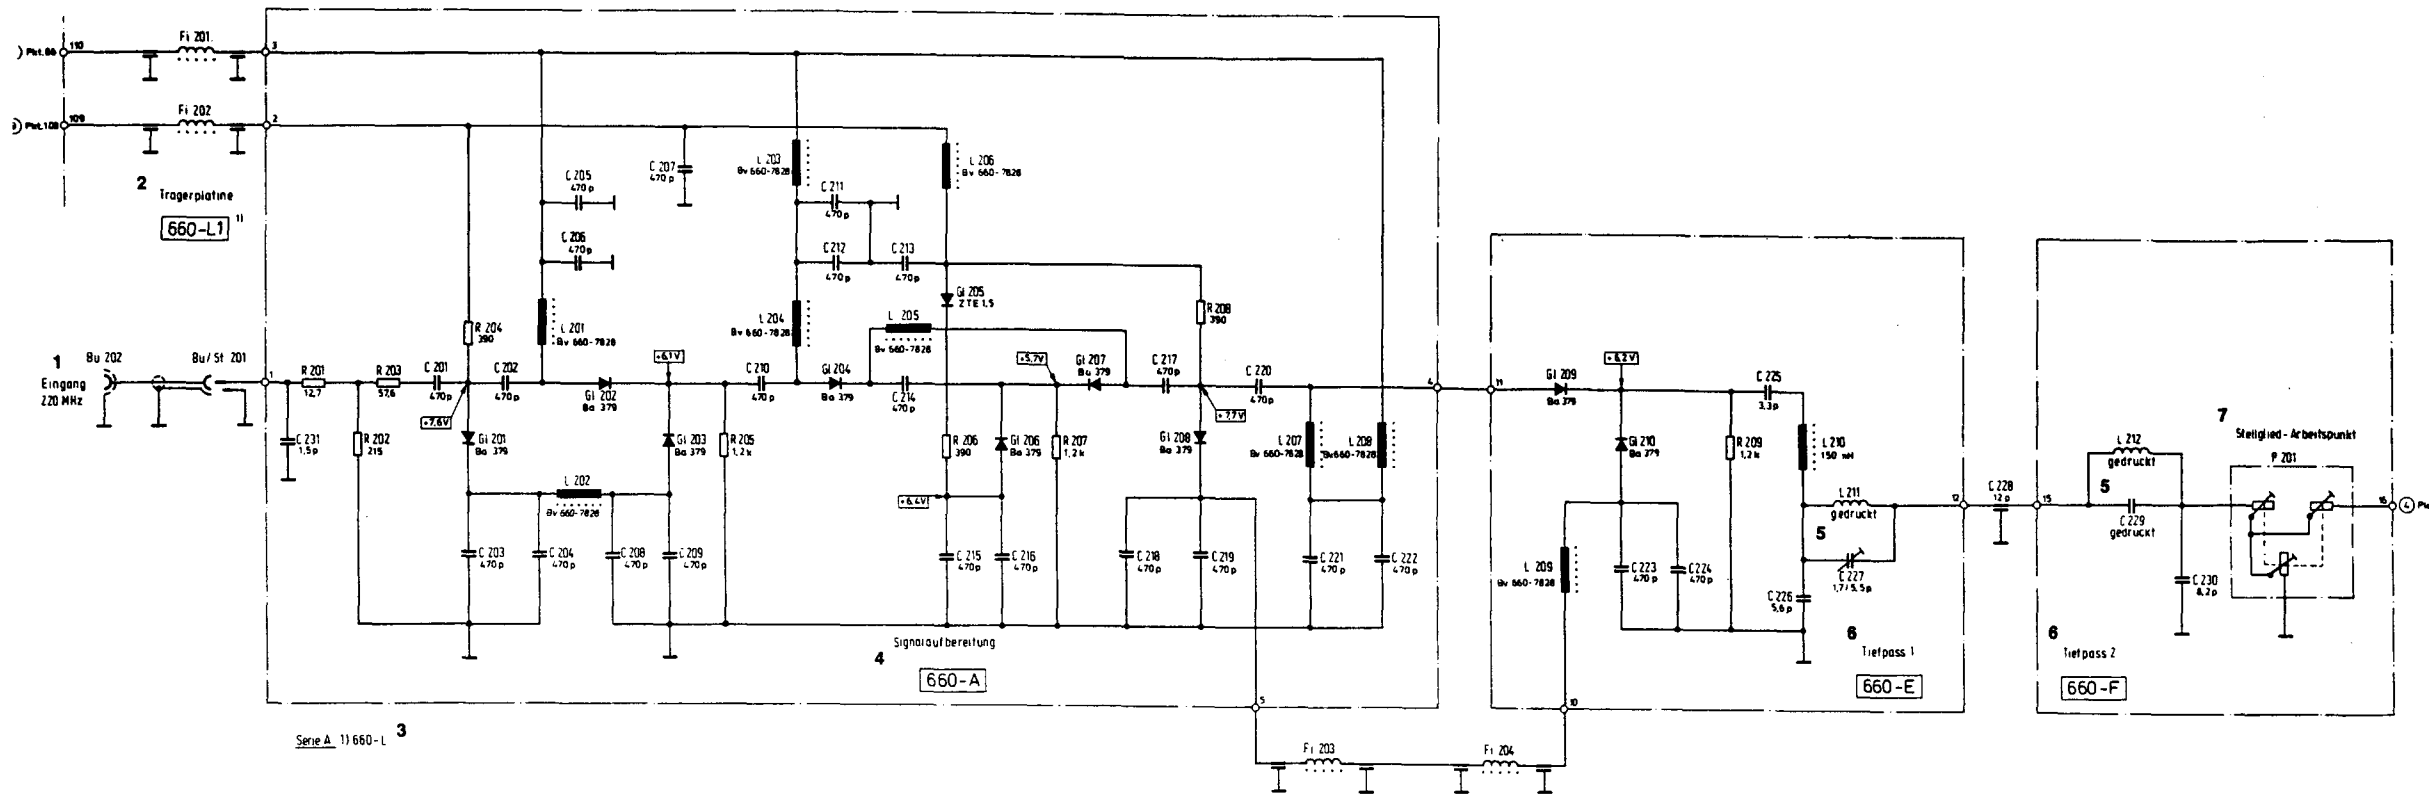 Fi 201
110
3
) Pkt.86
Fi 202
109
2
Pkt.108
2
Trägerplatine
660-L1 1)
L 203
Bv 660-7828
C 207
470 p
L 206
Bv 660-7828
C 205
470 p
C 211
470 p
C 206
470 p
C 212
470 p
C 213
470 p
Gl 205
ZTE 1,5
R 208
390
R 204
390
L 201
Bv 660-7828
L 204
Bv 660-7828
L 205
Bv 660-7828
1
Eingang
220 MHz
Bu 202
Bu/St 201
1
R 201
12,7
R 203
57,6
C 201
470 p
C 202
470 p
+6,1V
Gl 202
Ba 379
C 210
470 p
Gl 204
Ba 379
C 214
470 p
+5,7V
Gl 207
Ba 379
C 217
470 p
C 220
470 p
4
11
+7,6V
+7,7V
Gl 209
Ba 379
+6,2V
C 225
3,3 p
C 231
1,5 p
R 202
215
Gl 201
Ba 379
Gl 203
Ba 379
R 205
1,2 k
R 206
390
Gl 206
Ba 379
R 207
1,2 k
Gl 208
Ba 379
L 207
Bv 660-7828
L 208
Bv 660-7828
Gl 210
Ba 379
R 209
1,2 k
L 210
150 nH
L 202
Bv 660-7828
+6,4V
L 211
gedruckt
5
12
C 228
12 p
15
L 212
gedruckt
5
C 229
gedruckt
7
Stellglied-Arbeitspunkt
P 201
16
4
C 203
470 p
C 204
470 p
C 208
470 p
C 209
470 p
C 215
470 p
C 216
470 p
C 218
470 p
C 219
470 p
C 221
470 p
C 222
470 p
L 209
Bv 660-7828
C 223
470 p
C 224
470 p
C 227
1,7/5,5 p
C 226
5,6 p
C 230
8,2 p
Signalaufbereitung
4
660-A
6
Tiefpass 1
660-E
6
Tiefpass 2
660-F
5
10
Serie A 1) 660-L 3
Fi 203
Fi 204